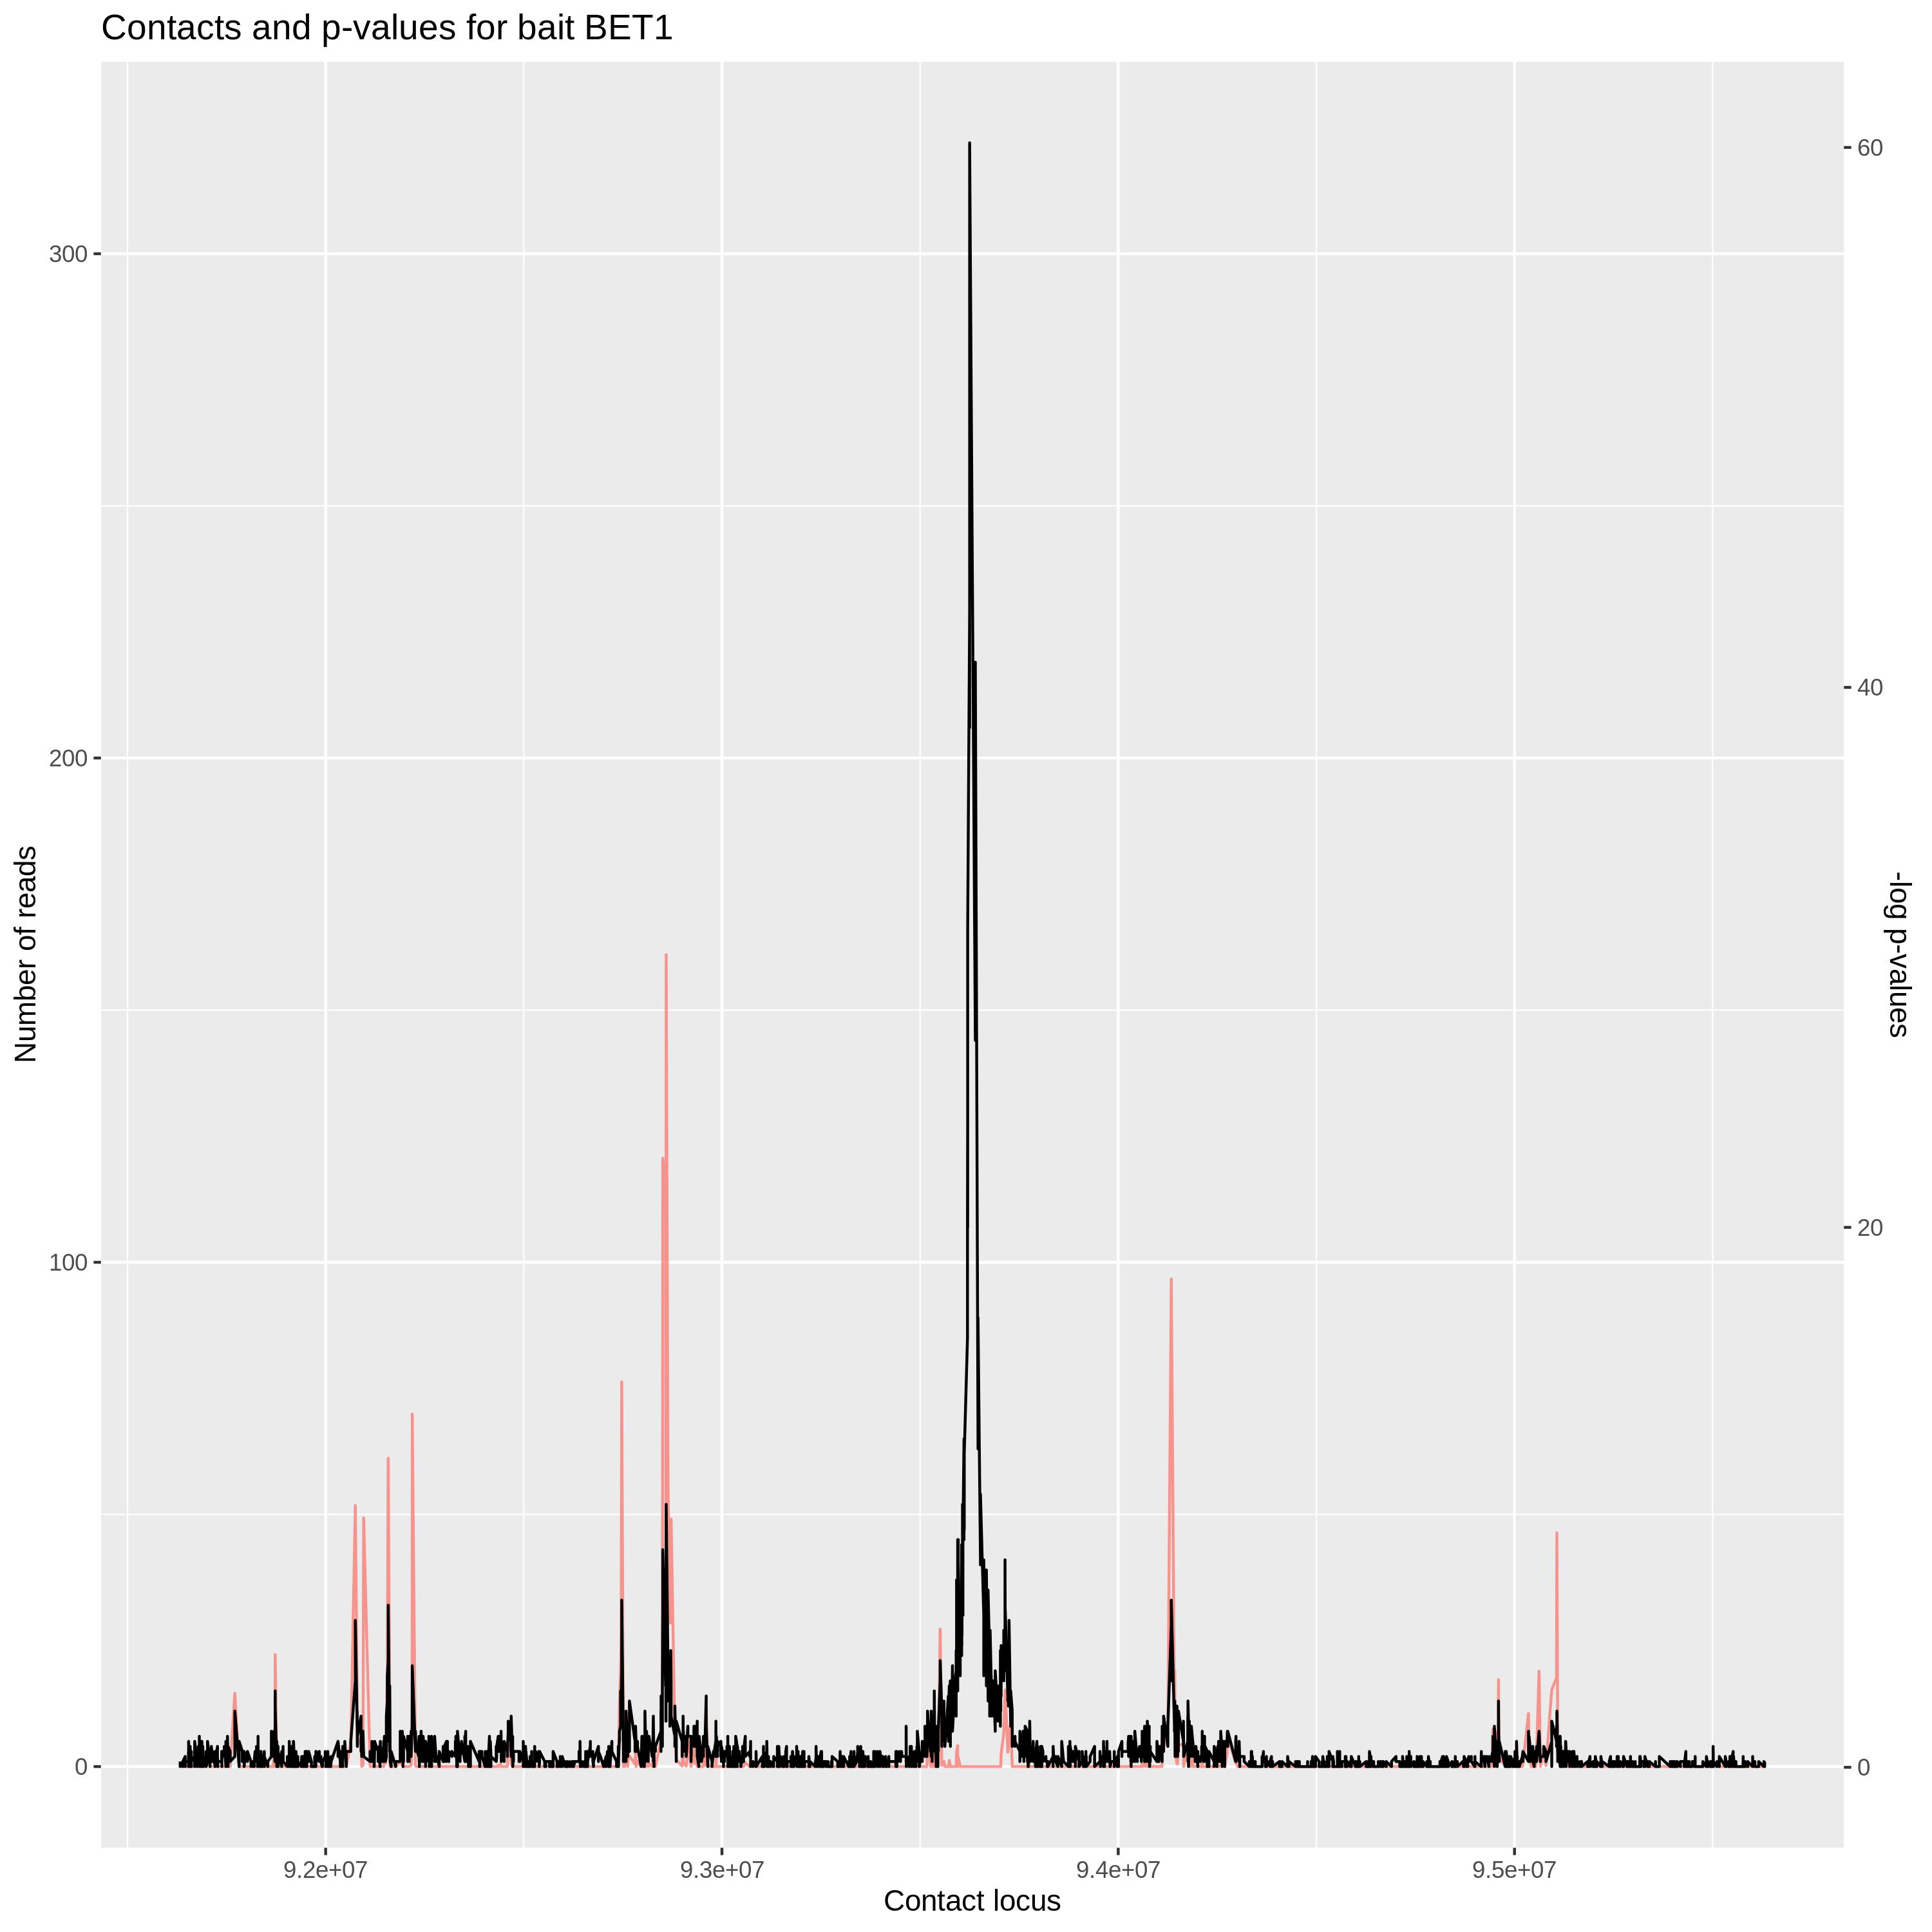 Contacts and p-values for bait BET1
300
200
100
0
Number of reads
60
40
20
0
-log p-values
9.2e+07
9.3e+07
9.4e+07
9.5e+07
Contact locus